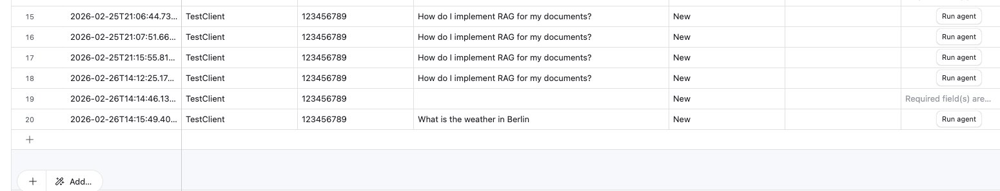 15 2026-02-25T21:06:44.73... TestClient 123456789 How do I implement RAG for my documents? New Run agent
16 2026-02-25T21:07:51.66... TestClient 123456789 How do I implement RAG for my documents? New Run agent
17 2026-02-25T21:15:55.81... TestClient 123456789 How do I implement RAG for my documents? New Run agent
18 2026-02-26T14:12:25.17... TestClient 123456789 How do I implement RAG for my documents? New Run agent
19 2026-02-26T14:14:46.13... TestClient 123456789 New Required field(s) are...
20 2026-02-26T14:15:49.40... TestClient 123456789 What is the weather in Berlin New Run agent
+
+ Add...